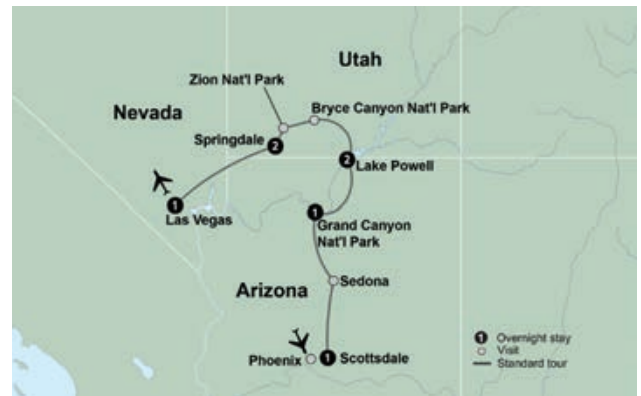 Utah
Zion Nat'l Park
Nevada
Bryce Canyon Nat'l Park
Springdale
2
2
Lake Powell
1
Las Vegas
1
Grand Canyon
Nat'l Park
Arizona
Sedona
1 Overnight stay
Visit
Standard tour
Phoenix
1
Scottsdale